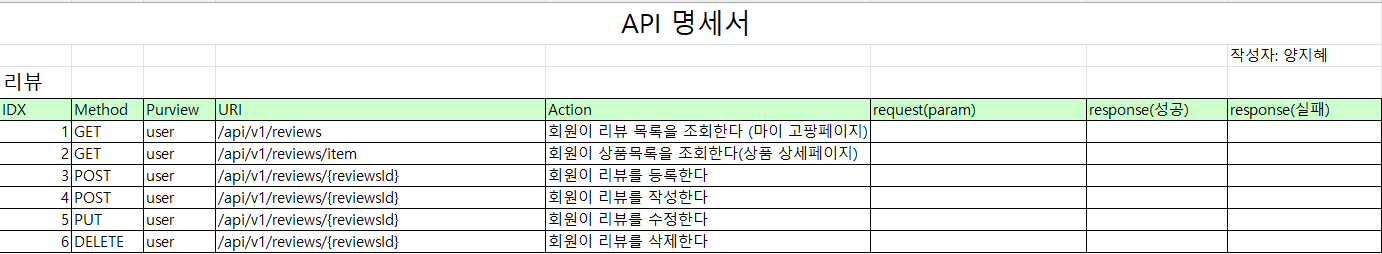 API 명세서
작성자: 양지혜
리뷰
IDX Method Purview URI Action request(param) response(성공) response(실패)
1 GET user /api/v1/reviews 회원이 리뷰 목록을 조회한다 (마이 고팡페이지)
2 GET user /api/v1/reviews/item 회원이 상품목록을 조회한다(상품 상세페이지)
3 POST user /api/v1/reviews/{reviewsId} 회원이 리뷰를 등록한다
4 POST user /api/v1/reviews/{reviewsId} 회원이 리뷰를 작성한다
5 PUT user /api/v1/reviews/{reviewsId} 회원이 리뷰를 수정한다
6 DELETE user /api/v1/reviews/{reviewsId} 회원이 리뷰를 삭제한다